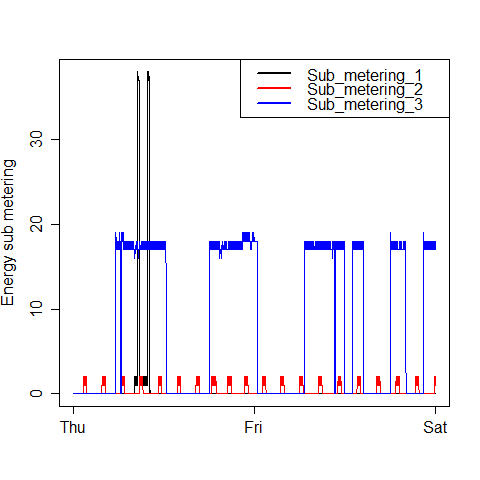 Sub_metering_1
Sub_metering_2
Sub_metering_3
Energy sub metering
30
20
10
0
Thu Fri Sat